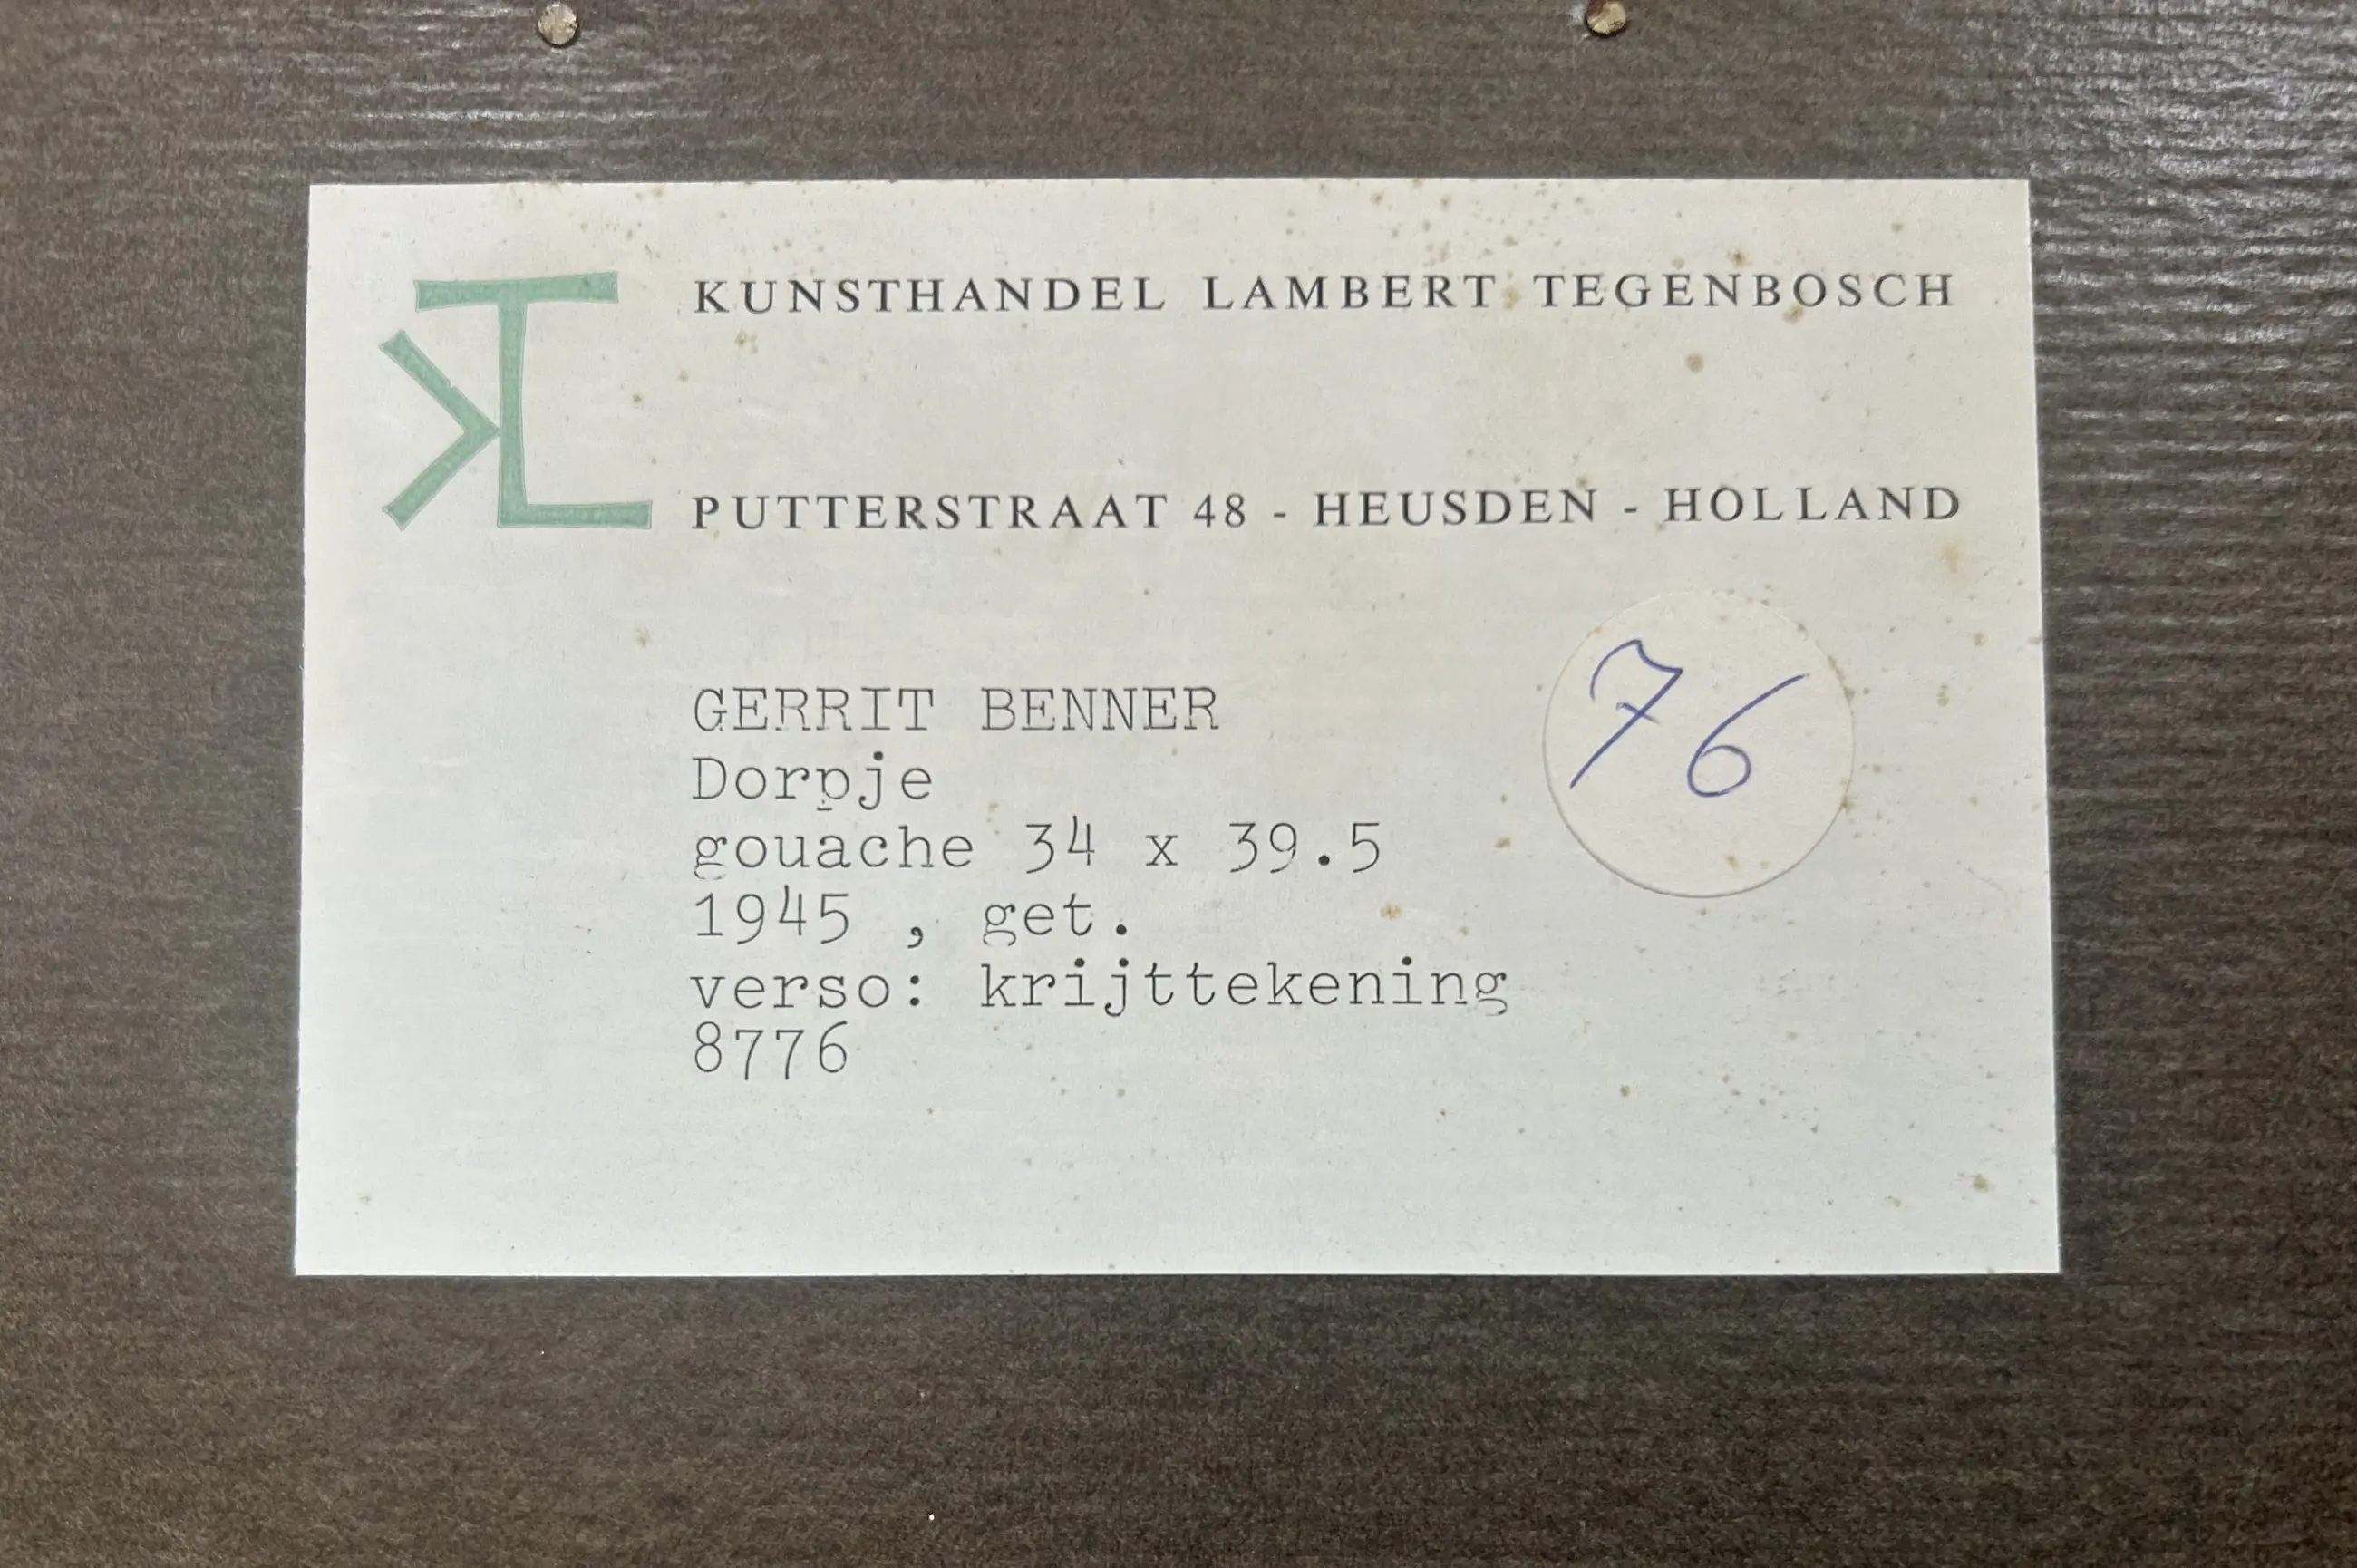 KUNSTHANDEL LAMBERT TEGENBOSCH
PUTTERSTRAAT 48 - HEUSDEN - HOLLAND
GERRIT BENNER
Dorpje
gouache 34 x 39.5
1945 , get.
verso: krijttekening
8776
76